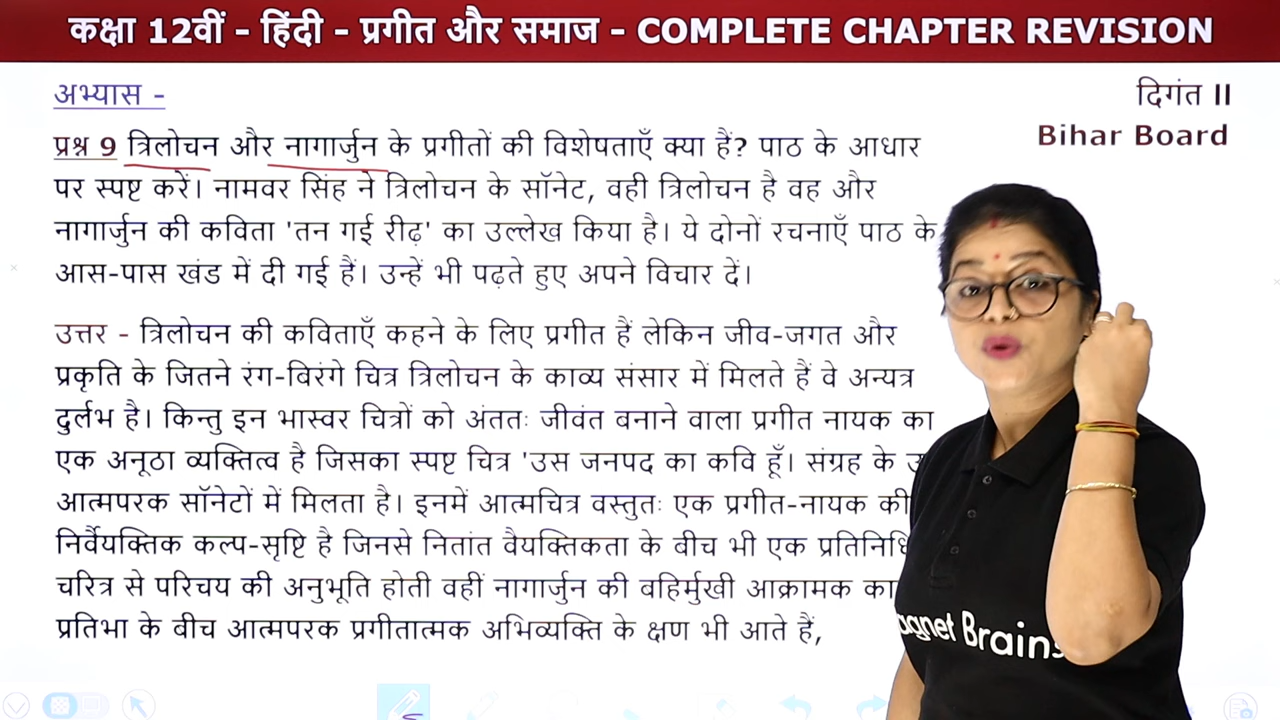 कक्षा 12वीं - हिंदी - प्रगीत और समाज - COMPLETE CHAPTER REVISION
अभ्यास -
दिगंत II
Bihar Board
प्रश्न 9 त्रिलोचन और नागार्जुन के प्रगीतों की विशेषताएँ क्या हैं? पाठ के आधार
पर स्पष्ट करें। नामवर सिंह ने त्रिलोचन के सॉनेट, वही त्रिलोचन है वह और
नागार्जुन की कविता 'तन गई रीढ़' का उल्लेख किया है। ये दोनों रचनाएँ पाठ के
आस-पास खंड में दी गई हैं। उन्हें भी पढ़ते हुए अपने विचार दें।
उत्तर - त्रिलोचन की कविताएँ कहने के लिए प्रगीत हैं लेकिन जीव-जगत और
प्रकृति के जितने रंग-बिरंगे चित्र त्रिलोचन के काव्य संसार में मिलते हैं वे अन्यत्र
दुर्लभ है। किन्तु इन भास्वर चित्रों को अंततः जीवंत बनाने वाला प्रगीत नायक का
एक अनूठा व्यक्तित्व है जिसका स्पष्ट चित्र 'उस जनपद का कवि हूँ। संग्रह के
आत्मपरक सॉनेटों में मिलता है। इनमें आत्मचित्र वस्तुतः एक प्रगीत-नायक की
निर्वैयक्तिक कल्प-सृष्टि है जिनसे नितांत वैयक्तिकता के बीच भी एक प्रतिनिधि
चरित्र से परिचय की अनुभूति होती वहीं नागार्जुन की बहिर्मुखी आक्रामक
प्रतिभा के बीच आत्मपरक प्रगीतात्मक अभिव्यक्ति के क्षण भी आते हैं,
Brains